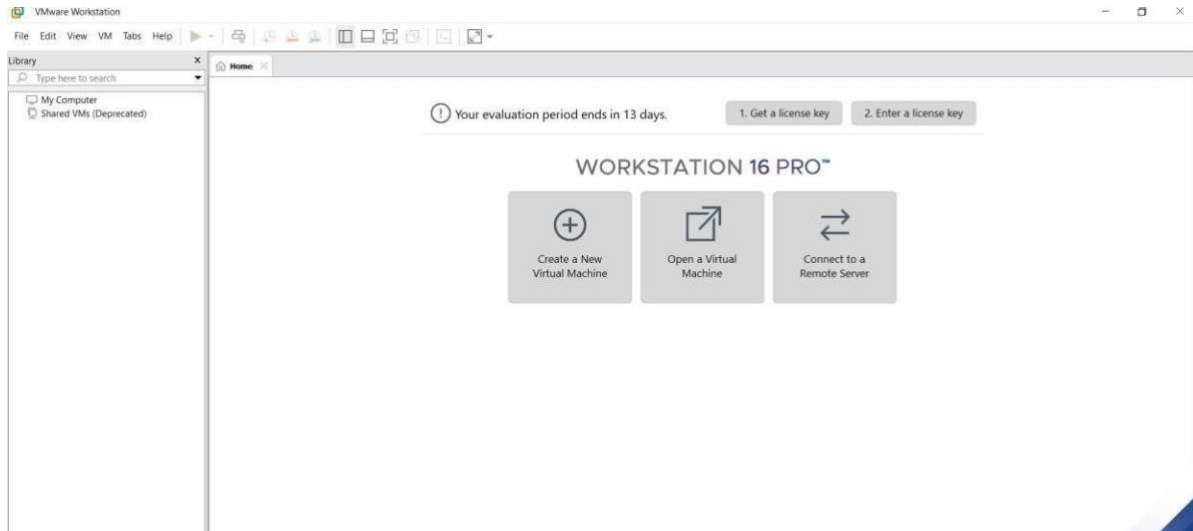 VMware Workstation
File Edit View VM Tabs Help
Library X
Home
Type here to search
My Computer
Shared VMs (Deprecated)
Your evaluation period ends in 13 days.
1. Get a license key
2. Enter a license key
WORKSTATION 16 PRO™
Create a New
Virtual Machine
Open a Virtual
Machine
Connect to a
Remote Server